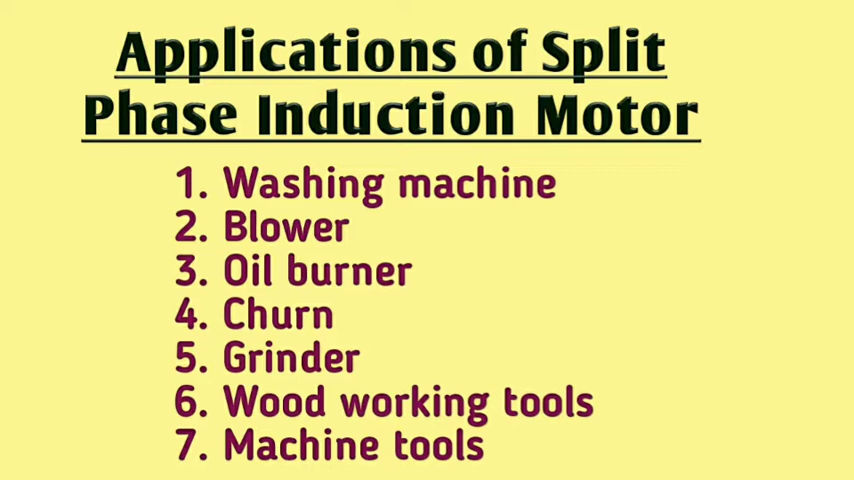 Applications of Split
Phase Induction Motor
1. Washing machine
2. Blower
3. Oil burner
4. Churn
5. Grinder
6. Wood working tools
7. Machine tools